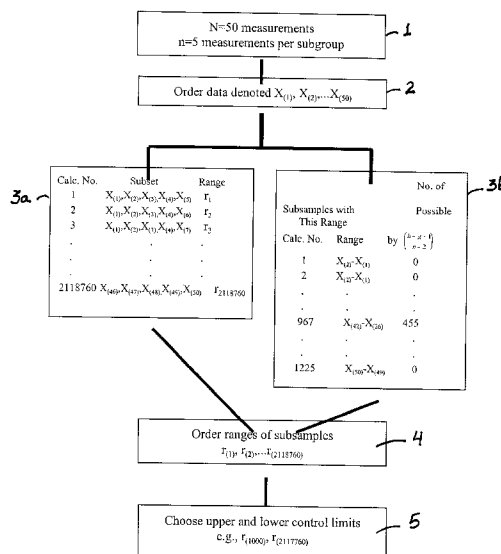 N=50 measurements
n=5 measurements per subgroup
1
Order data denoted X(1), X(2),...X(50)
2
3a
Calc. No. Subset Range
1 X(1),X(2),X(3),X(4),X(5) r1
2 X(1),X(2),X(3),X(4),X(6) r2
3 X(1),X(2),X(3),X(4),X(7) r3
. . .
. . .
. . .
2118760 X(46),X(47),X(48),X(49),X(50) r2118760
3b
No. of
Subsamples with Possible
This Range
Calc. No. Range by
1 X(2)-X(1) 0
2 X(2)-X(1) 0
. . .
. . .
967 X(42)-X(26) 455
. . .
. . .
1225 X(50)-X(49) 0
Order ranges of subsamples
r(1), r(2),...r(2118760)
4
Choose upper and lower control limits
e.g., r(1000), r(2117760)
5